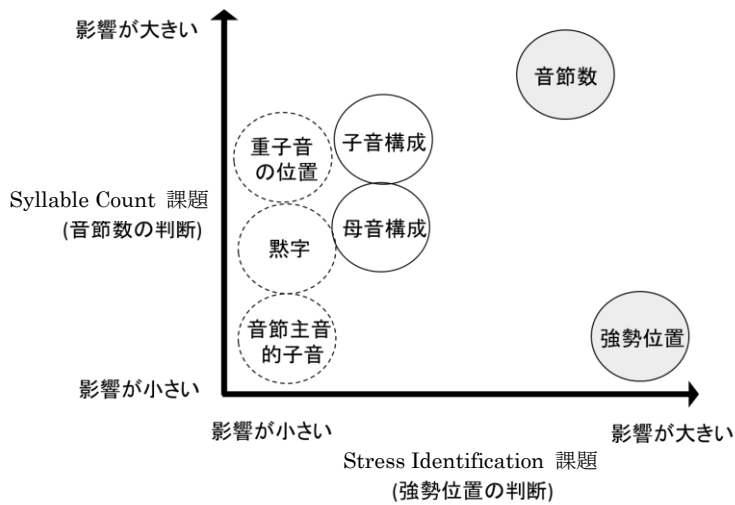 影響が大きい
音節数
重子音
の位置
子音構成
Syllable Count 課題
(音節数の判断)
母音構成
黙字
音節主音
的子音
強勢位置
影響が小さい
影響が小さい
影響が大きい
Stress Identification 課題
(強勢位置の判断)